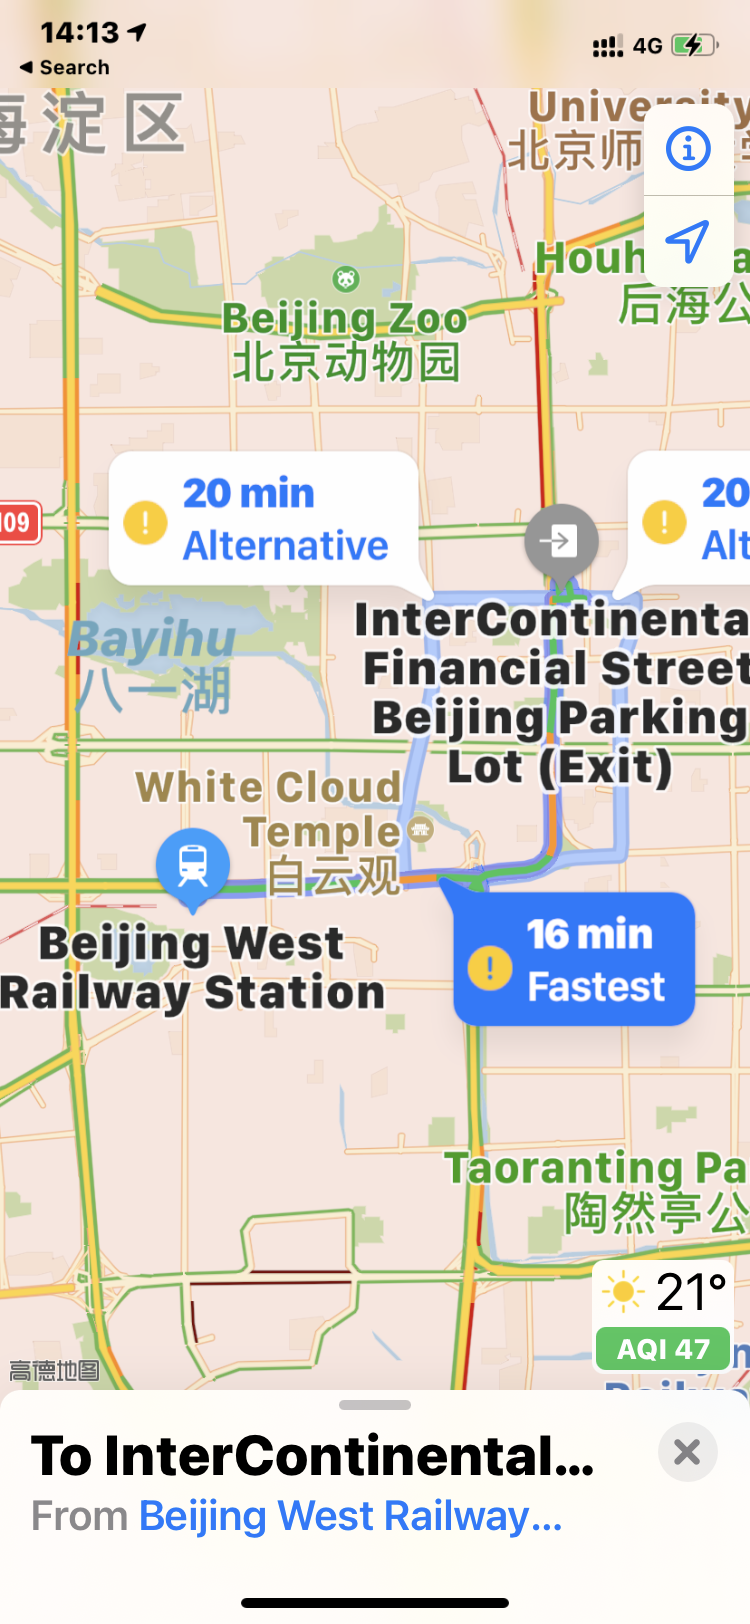 14:13
4G
◀ Search
海淀区
University
北京师
Houh
后海公
Beijing Zoo
北京动物园
109
20 min
Alternative
20
Alt
InterContinenta
Financial Street
Beijing Parking
Lot (Exit)
Bayihu
八一湖
White Cloud
Temple
白云观
Beijing West
Railway Station
16 min
Fastest
Taoranting Pa
陶然亭公
21°
AQI 47
高德地图
To InterContinental...
From Beijing West Railway...